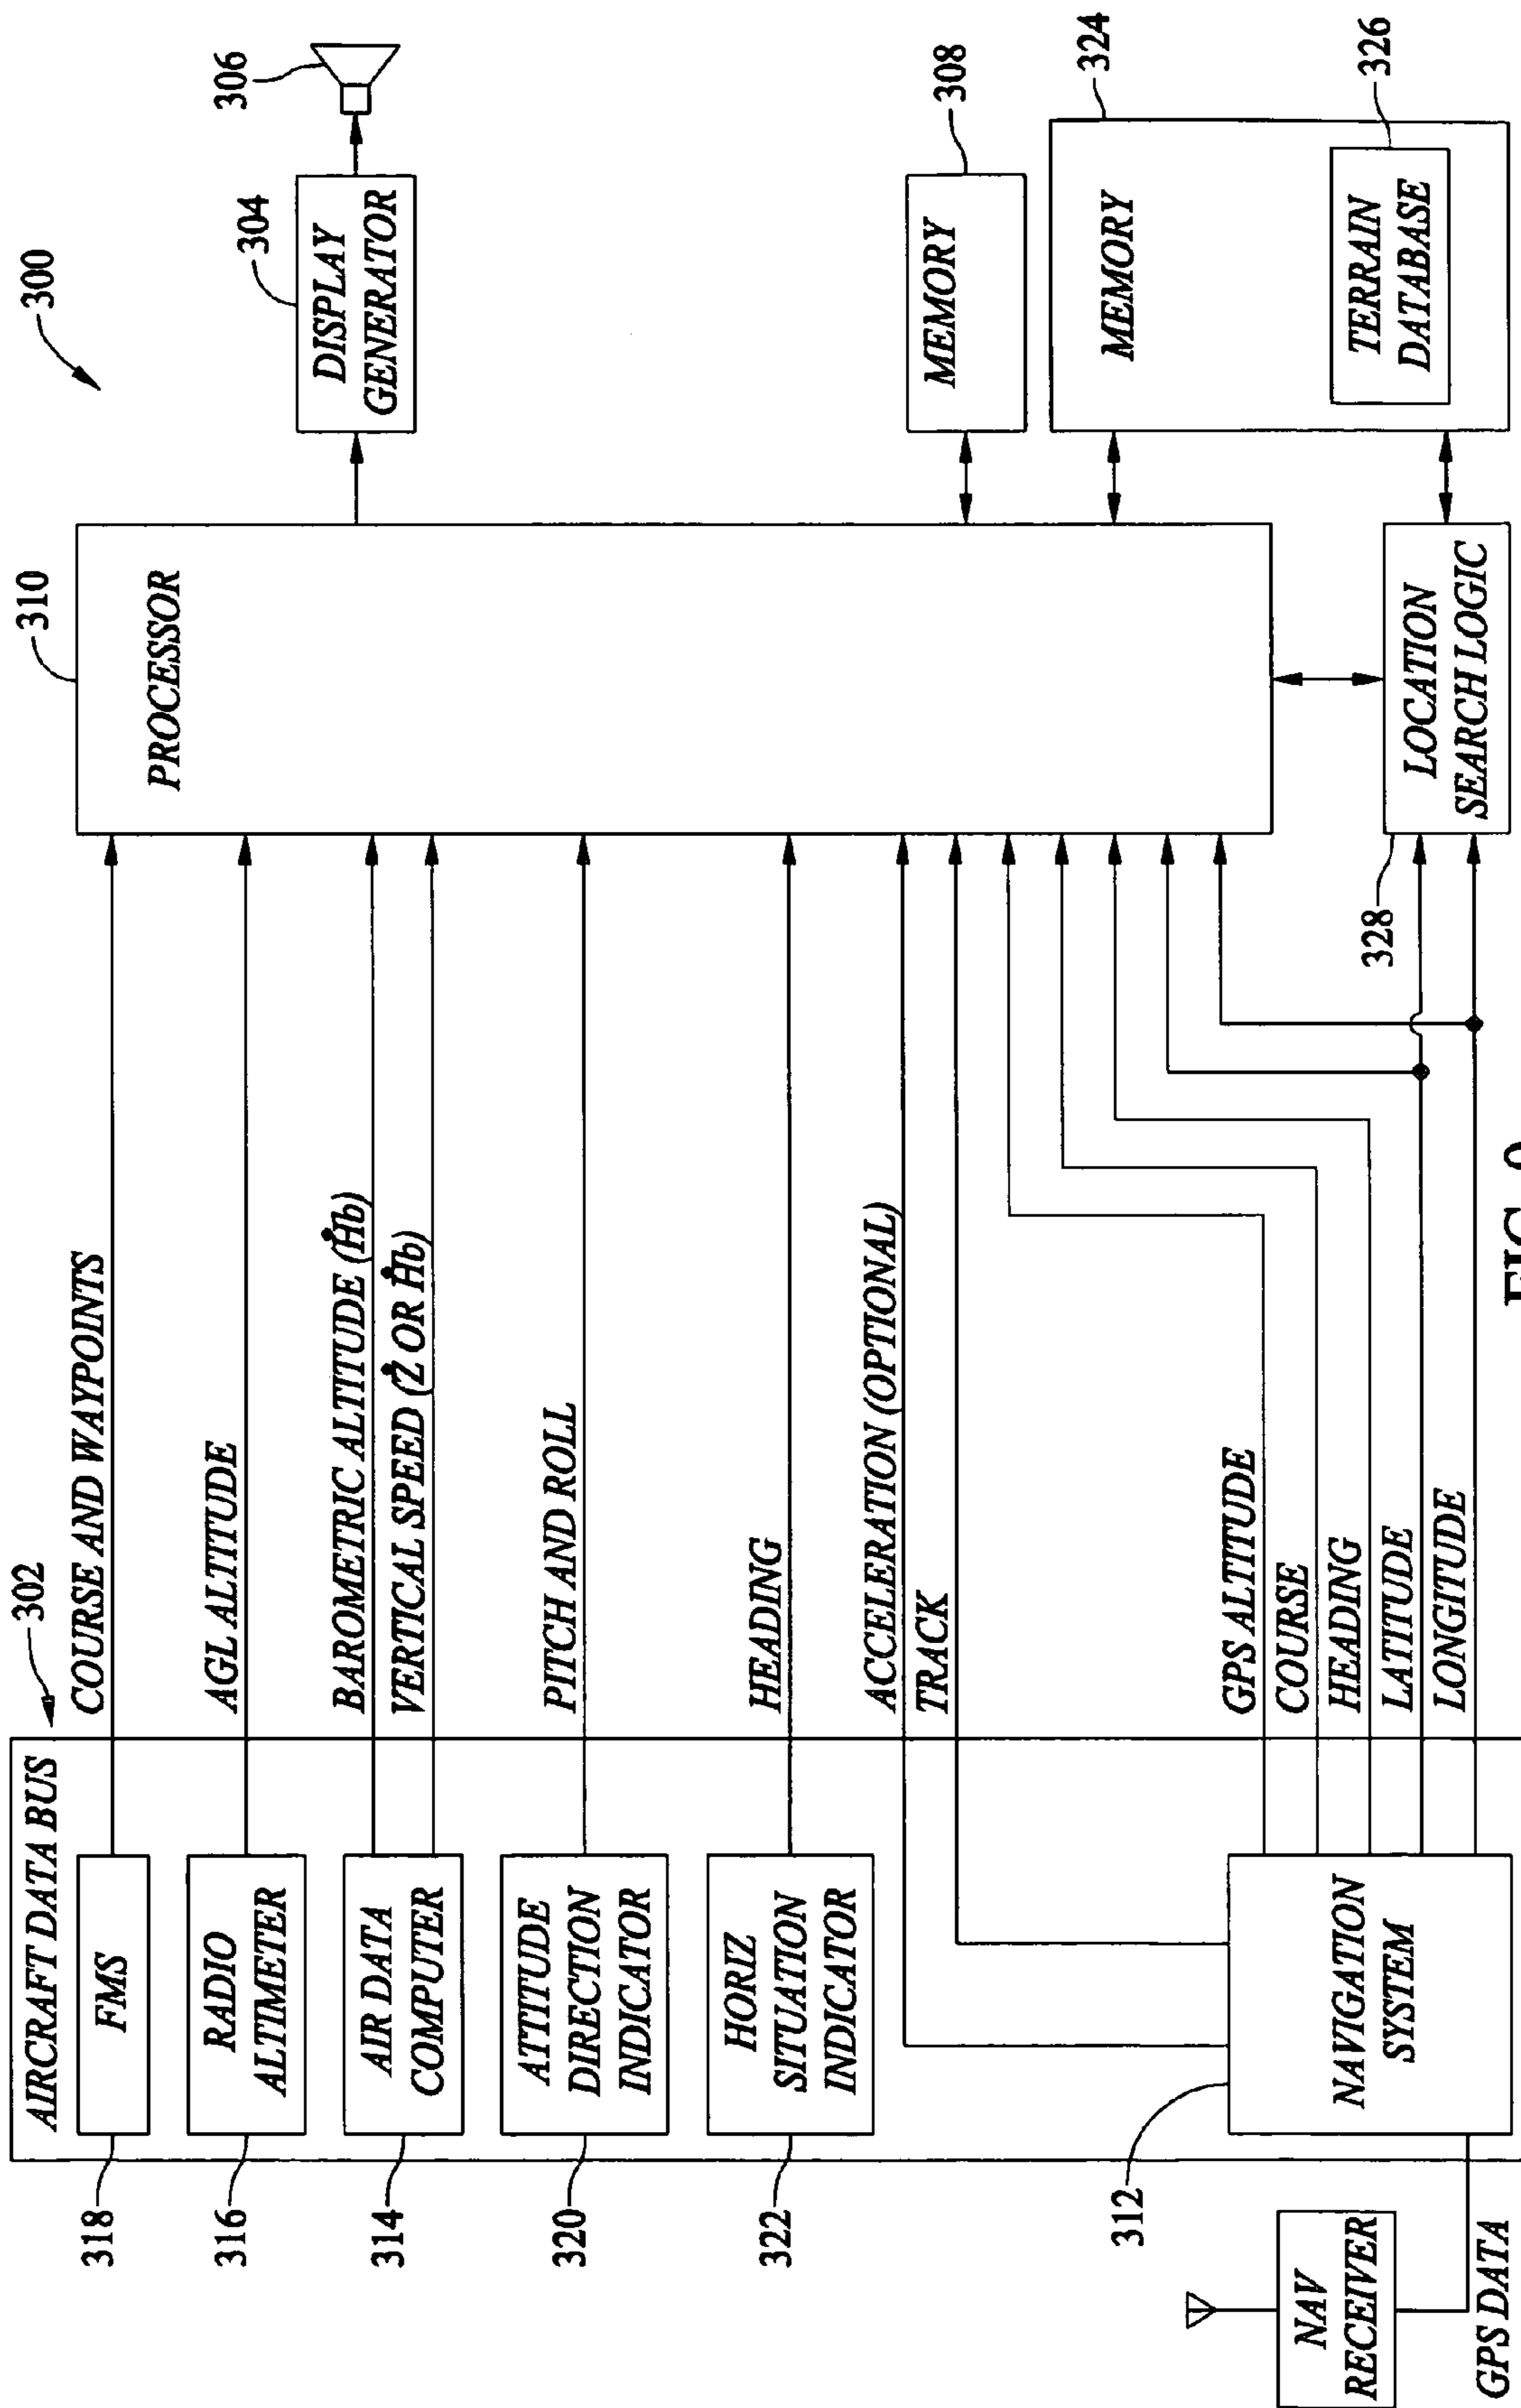 300
302
AIRCRAFT DATA BUS
318
FMS
COURSE AND WAYPOINTS
316
RADIO
ALTIMETER
AGL ALTITUDE
314
AIR DATA
COMPUTER
BAROMETRIC ALTITUDE (Ḣb)
VERTICAL SPEED (Ż OR Ḣb)
320
ATTITUDE
DIRECTION
INDICATOR
PITCH AND ROLL
322
HORIZ
SITUATION
INDICATOR
HEADING
ACCELERATION (OPTIONAL)
TRACK
312
NAVIGATION
SYSTEM
GPS ALTITUDE
COURSE
HEADING
LATITUDE
LONGITUDE
NAV
RECEIVER
GPS DATA
310
PROCESSOR
304
DISPLAY
GENERATOR
306
MEMORY
308
324
MEMORY
326
TERRAIN
DATABASE
328
LOCATION
SEARCH LOGIC
FIG.